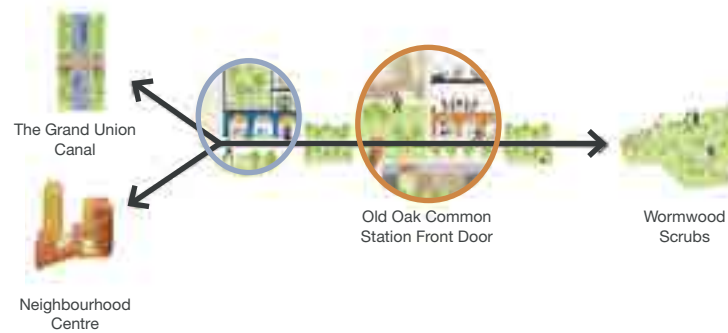 The Grand Union
Canal
Old Oak Common
Station Front Door
Wormwood
Scrubs
Neighbourhood
Centre